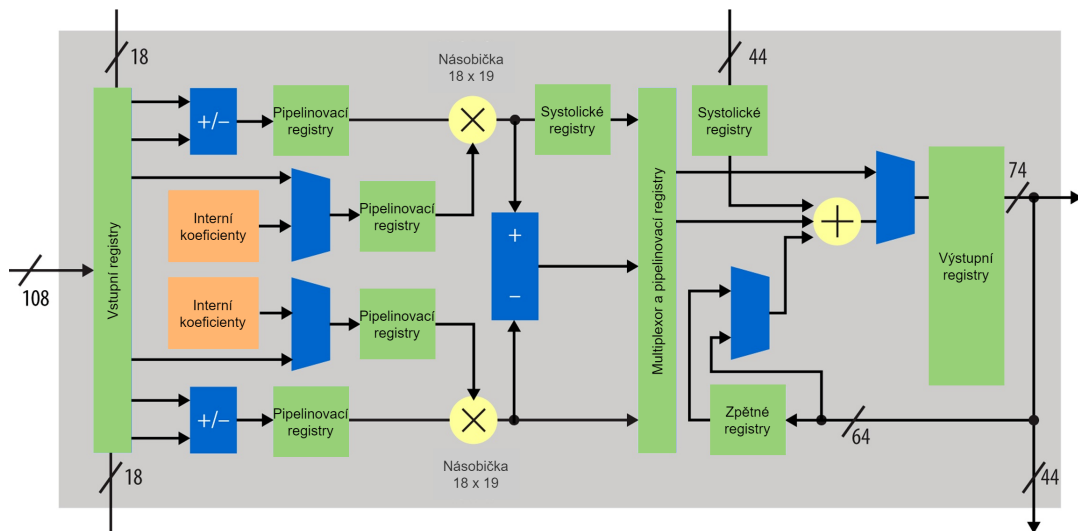 18
44
Násobička
18 x 19
+/−
Pipelinovací
registry
Systolické
registry
Systolické
registry
Interní
koeficienty
Pipelinovací
registry
74
+
−
Výstupní
registry
108
Vstupní registry
Interní
koeficienty
Pipelinovací
registry
Multiplexor a pipelinovací registry
+/−
Pipelinovací
registry
Zpětné
registry
64
Násobička
18 x 19
18
44